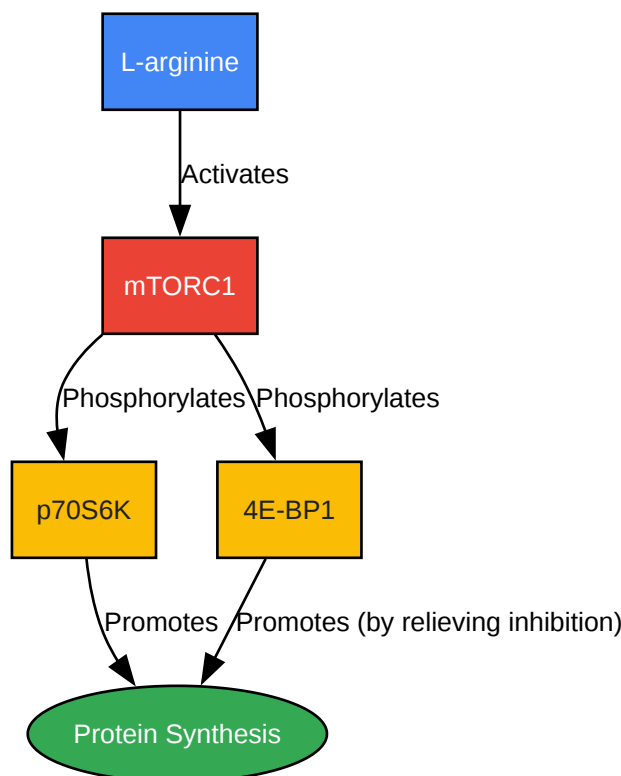 L-arginine
Activates
mTORC1
Phosphorylates
Phosphorylates
p70S6K
4E-BP1
Promotes
Promotes (by relieving inhibition)
Protein Synthesis